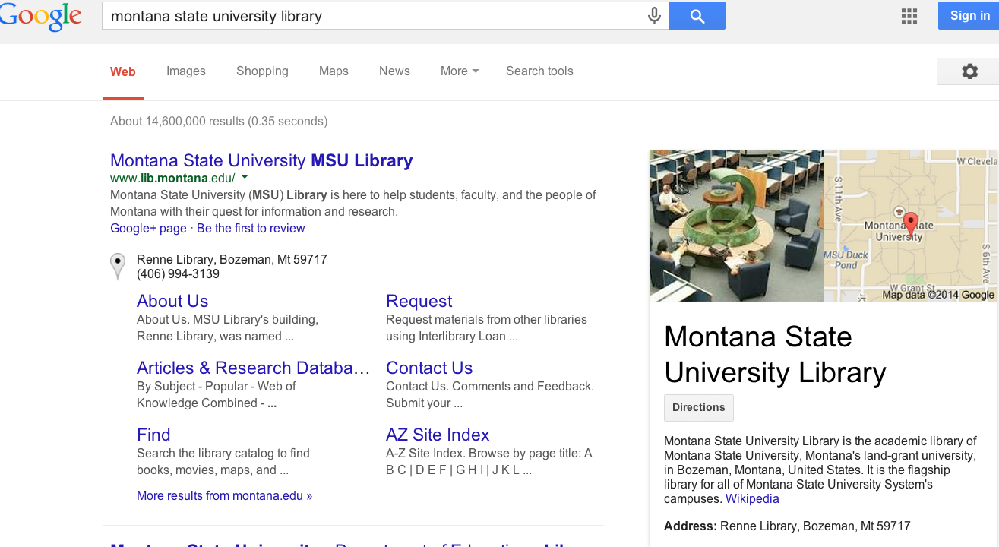 Google
montana state university library
Sign in
Web Images Shopping Maps News More Search tools
About 14,600,000 results (0.35 seconds)
Montana State University MSU Library
www.lib.montana.edu/
Montana State University (MSU) Library is here to help students, faculty, and the people of
Montana with their quest for information and research.
Google+ page · Be the first to review
Renne Library, Bozeman, Mt 59717
(406) 994-3139
About Us
About Us. MSU Library's building,
Renne Library, was named ...
Request
Request materials from other libraries
using Interlibrary Loan ...
Articles & Research Databa...
By Subject - Popular - Web of
Knowledge Combined - ...
Contact Us
Contact Us. Comments and Feedback.
Submit your ...
Find
Search the library catalog to find
books, movies, maps, and ...
AZ Site Index
A-Z Site Index. Browse by page title: A
B C | D E F | G H I | J K L ...
More results from montana.edu »
W Clevela
S 11th Ave
Montana State
University
MSU Duck
Pond
S 6th Ave
W Grant St
Map data ©2014 Google
Montana State
University Library
Directions
Montana State University Library is the academic library of
Montana State University, Montana's land-grant university,
in Bozeman, Montana, United States. It is the flagship
library for all of Montana State University System's
campuses. Wikipedia
Address: Renne Library, Bozeman, Mt 59717